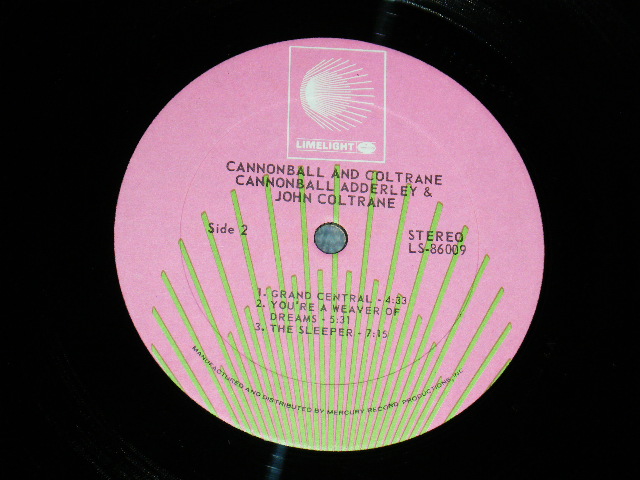 LIMELIGHT
CANNONBALL AND COLTRANE
CANNONBALL ADDERLEY &
JOHN COLTRANE
Side 2
STEREO
LS-86009
1. GRAND CENTRAL - 4:33
2. YOU'RE A WEAVER OF
DREAMS - 5:31
3. THE SLEEPER - 7:15
MANUFACTURED AND DISTRIBUTED BY MERCURY RECORD PRODUCTIONS, INC